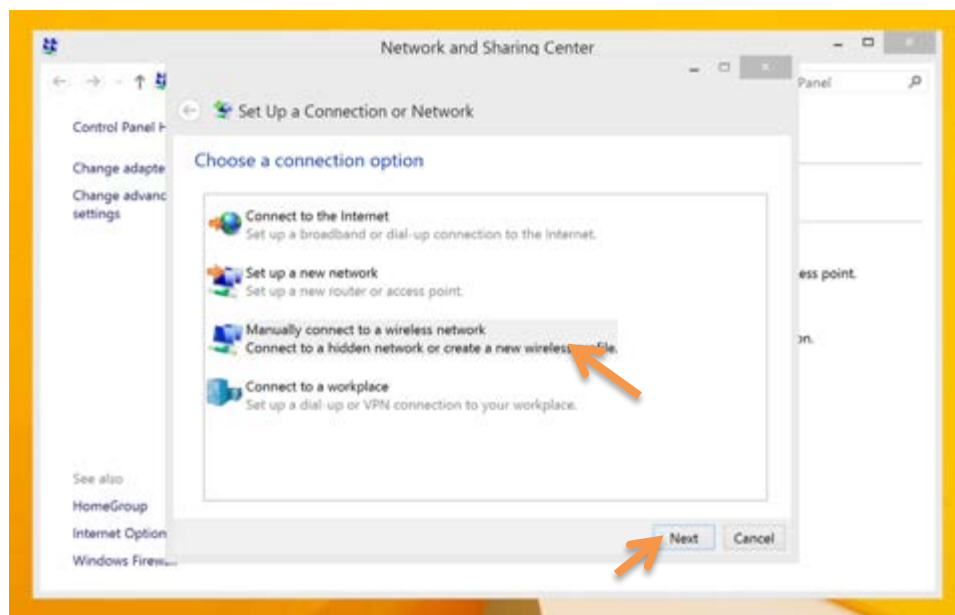 Network and Sharing Center
Panel
Set Up a Connection or Network
Control Panel H
Choose a connection option
Change adapte
Change advanc
settings
Connect to the Internet
Set up a broadband or dial-up connection to the Internet.
Set up a new network
Set up a new router or access point.
ess point.
Manually connect to a wireless network
Connect to a hidden network or create a new wireless file.
on.
Connect to a workplace
Set up a dial-up or VPN connection to your workplace.
See also
HomeGroup
Internet Option
Windows Firew
Next
Cancel